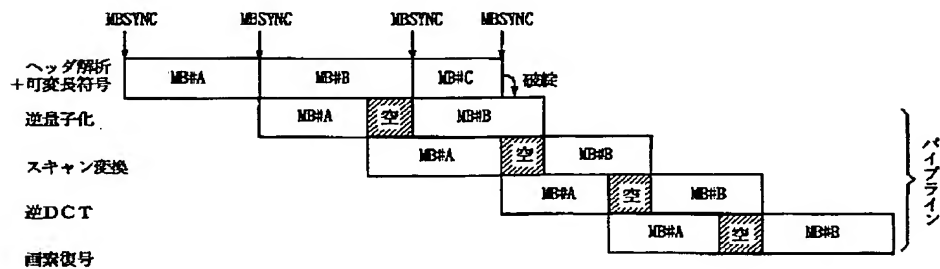 MBSYNC MBSYNC MBSYNC MBSYNC
ヘッダ解析
+可変長符号
MB#A MB#B MB#C
破綻
逆量子化
MB#A 空 MB#B
スキャン変換
MB#A 空 MB#B
逆DCT
MB#A 空 MB#B
画素復号
MB#A 空 MB#B
パイプライン